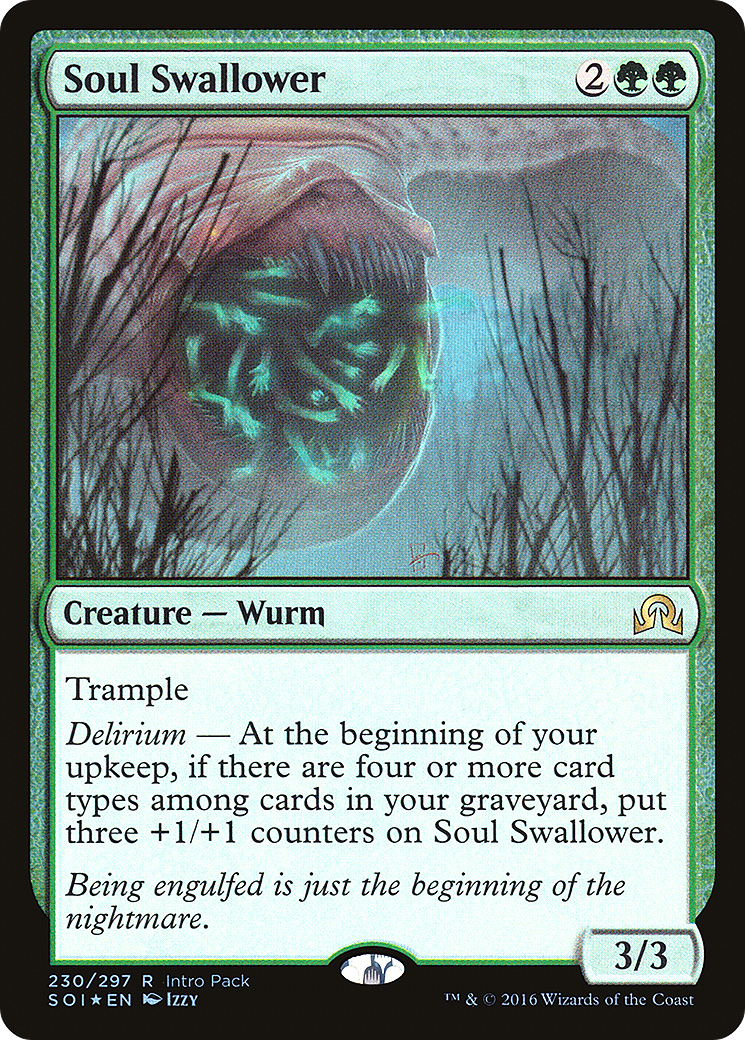 Soul Swallower 2
Creature — Wurm
Trample
Delirium — At the beginning of your
upkeep, if there are four or more card
types among cards in your graveyard, put
three +1/+1 counters on Soul Swallower.
Being engulfed is just the beginning of the
nightmare.
3/3
230/297 R Intro Pack
SOI★EN Izzy
™ & © 2016 Wizards of the Coast